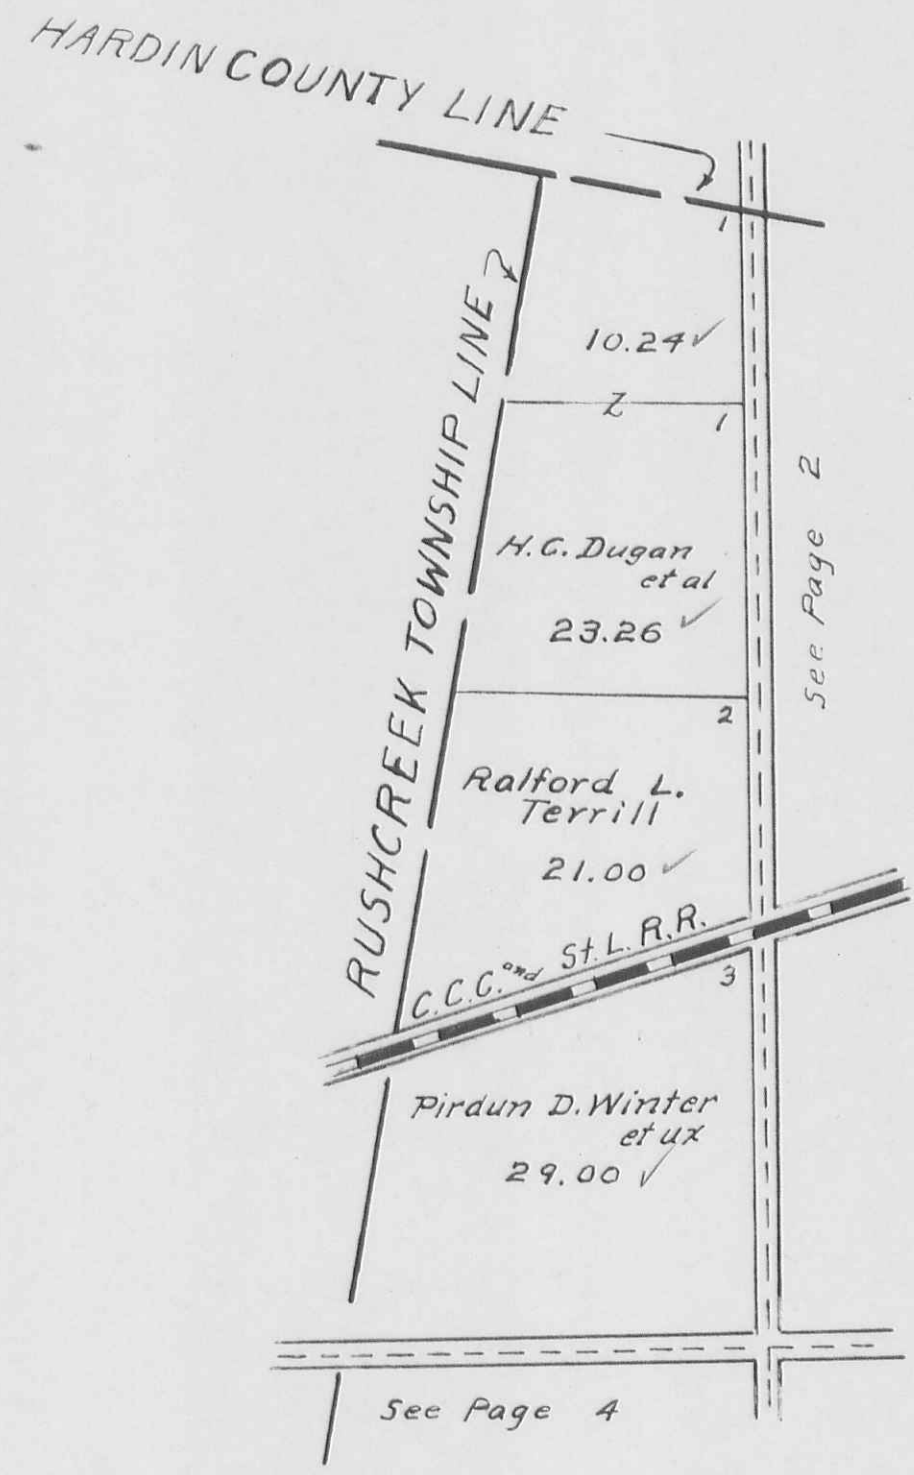 HARDIN COUNTY LINE
1
10.24 ✓
Z
1
RUSHCREEK TOWNSHIP LINE
See Page 2
H.C. Dugan
et al
23.26 ✓
2
Ralford L.
Terrill
21.00 ✓
C.C.C. and St. L. R.R.
3
Pirdun D. Winter
et ux
29.00 ✓
See Page 4